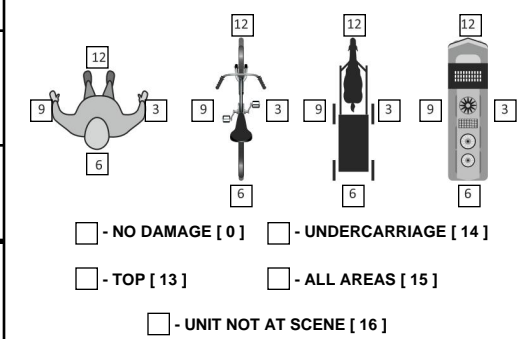 12 12 12 12
9 3 9 3 9 3 9 3
6 6 6 6
- NO DAMAGE [ 0 ] - UNDERCARRIAGE [ 14 ]
- TOP [ 13 ] - ALL AREAS [ 15 ]
- UNIT NOT AT SCENE [ 16 ]